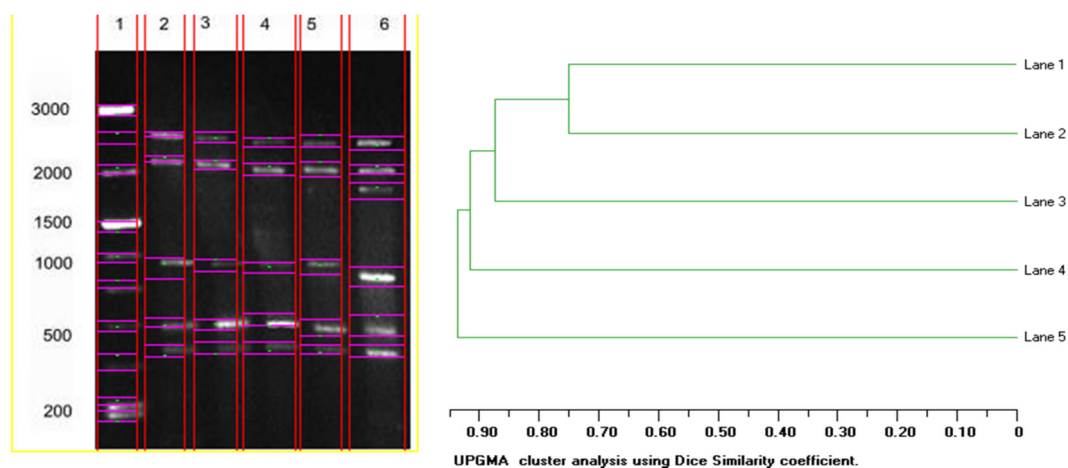 1 2 3 4 5 6
3000
2000
1500
1000
500
200
Lane 1
Lane 2
Lane 3
Lane 4
Lane 5
0.90 0.80 0.70 0.60 0.50 0.40 0.30 0.20 0.10 0
UPGMA cluster analysis using Dice Similarity coefficient.